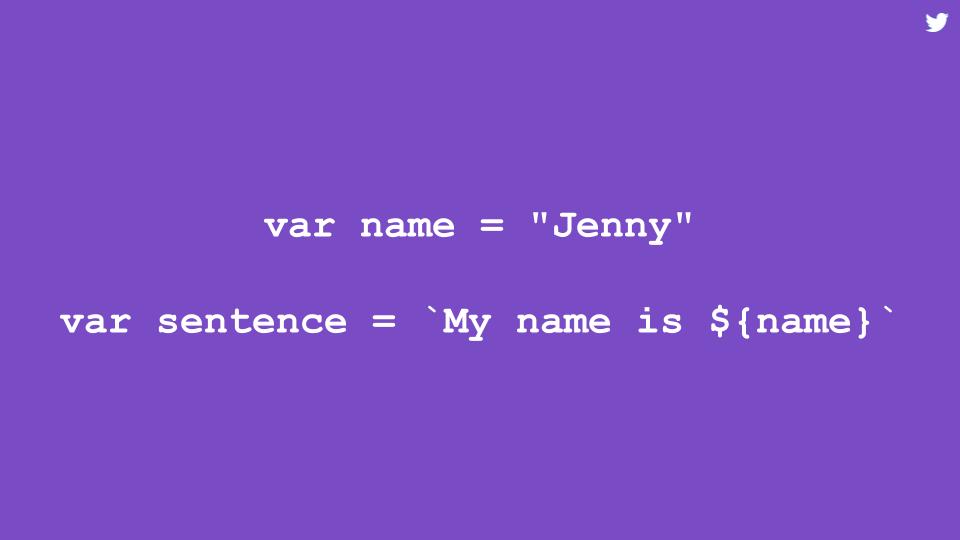 var name = "Jenny"
var sentence = `My name is ${name}`